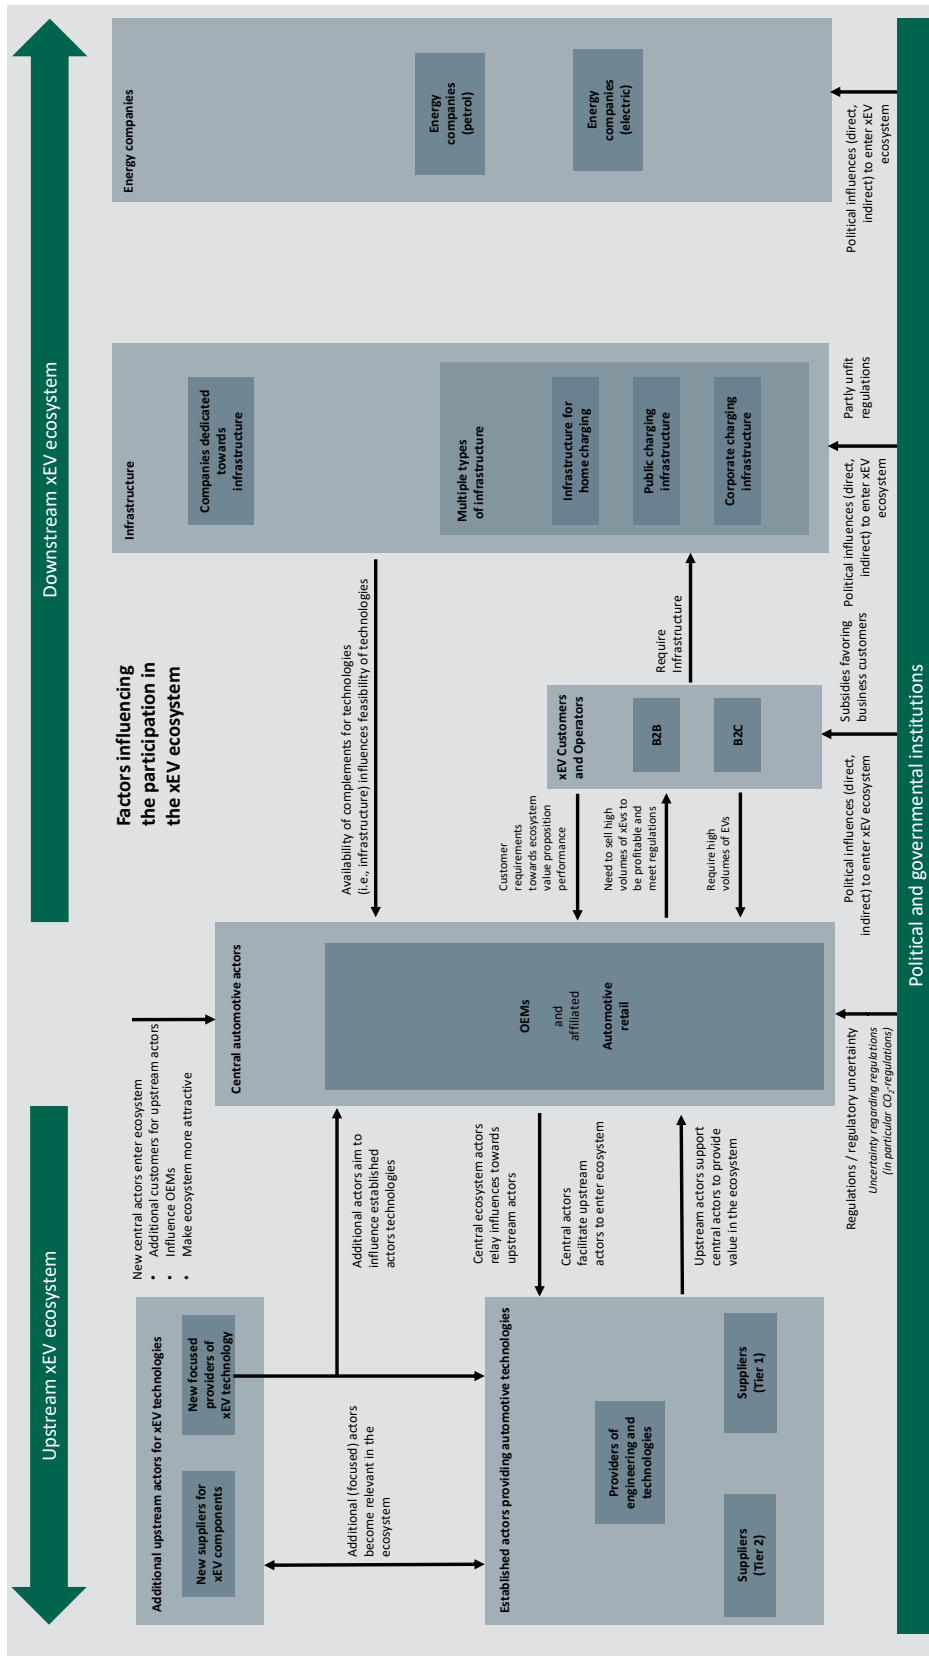 Upstream xEV ecosystem
Downstream xEV ecosystem
Factors influencing
the participation in
the xEV ecosystem
New central actors enter ecosystem
• Additional customers for upstream actors
• Influence OEMs
• Make ecosystem more attractive
Additional upstream actors for xEV technologies
New suppliers for
xEV components
New focused
providers of
xEV technology
Additional (focused) actors
become relevant in the
ecosystem
Additional actors aim to
influence established
actors technologies
Established actors providing automotive technologies
Providers of
engineering and
technologies
Suppliers
(Tier 2)
Suppliers
(Tier 1)
Central ecosystem actors
relay influences towards
upstream actors
Central actors
facilitate upstream
actors to enter ecosystem
Upstream actors support
central actors to provide
value in the ecosystem
Central automotive actors
OEMs
and
affiliated
Automotive
retail
Availability of complements for technologies
(i.e., infrastructure) influences feasibility of technologies
Customer
requirements
towards ecosystem
value proposition
performance
Need to sell high
volumes of xEvs to
be profitable and
meet regulations
Require high
volumes of EVs
xEV Customers
and Operators
B2B
B2C
Require
Infrastructure
Infrastructure
Companies dedicated
towards
infrastructure
Multiple types
of infrastructure
Infrastructure for
home charging
Public charging
infrastructure
Corporate charging
infrastructure
Energy companies
Energy
companies
(petrol)
Energy
companies
(electric)
Regulations / regulatory uncertainty
Uncertainty regarding regulations
(in particular CO₂-regulations)
Political influences (direct,
indirect) to enter xEV ecosystem
Subsidies favoring
business customers
Political influences (direct,
indirect) to enter xEV
ecosystem
Partly unfit
regulations
Political influences (direct,
indirect) to enter xEV
ecosystem
Political and governmental institutions